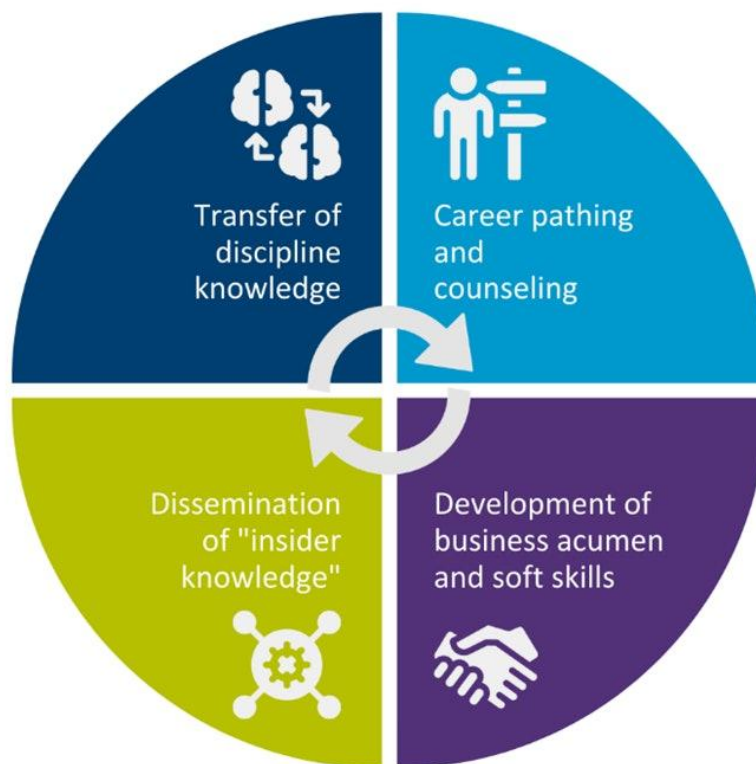 Transfer of
discipline
knowledge
Career pathing
and
counseling
Dissemination
of "insider
knowledge"
Development of
business acumen
and soft skills